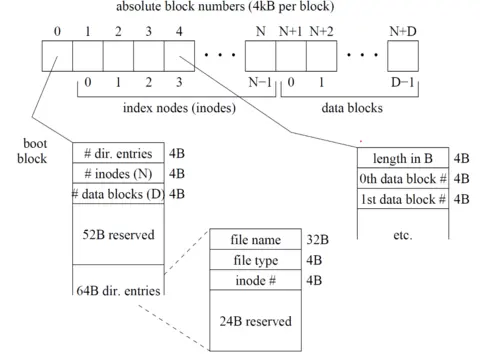 absolute block numbers (4kB per block)
0 1 2 3 4 N N+1 N+2 N+D
0 1 2 3 N−1 0 1 D−1
index nodes (inodes) data blocks
boot
block
# dir. entries 4B
# inodes (N) 4B
# data blocks (D) 4B
52B reserved
64B dir. entries
file name 32B
file type 4B
inode # 4B
24B reserved
length in B 4B
0th data block # 4B
1st data block # 4B
etc.